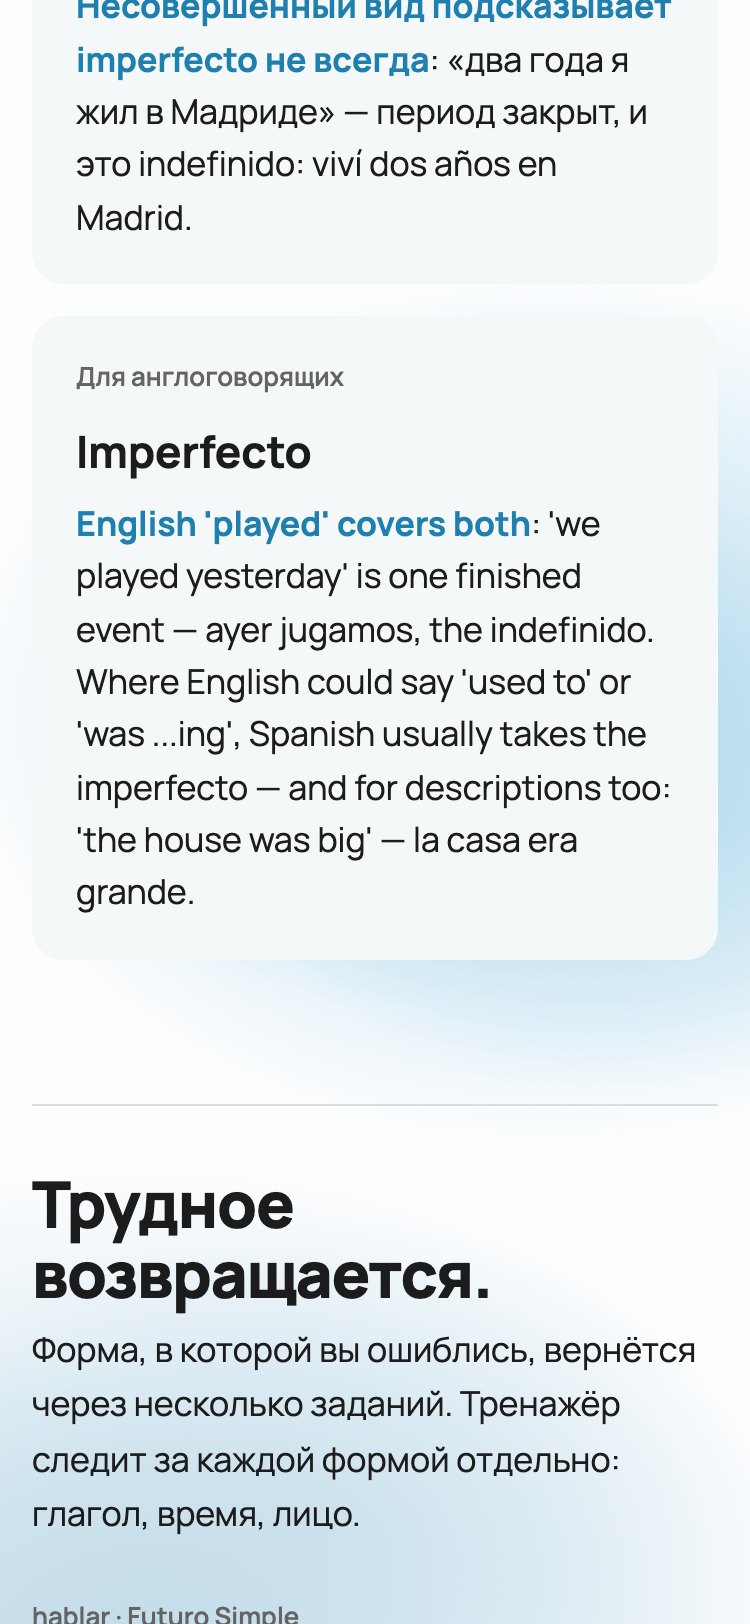 Несовершенный вид подсказывает
imperfecto не всегда: «два года я
жил в Мадриде» — период закрыт, и
это indefinido: viví dos años en
Madrid.
Для англоговорящих
Imperfecto
English 'played' covers both: 'we
played yesterday' is one finished
event — ayer jugamos, the indefinido.
Where English could say 'used to' or
'was ...ing', Spanish usually takes the
imperfecto — and for descriptions too:
'the house was big' — la casa era
grande.
Трудное
возвращается.
Форма, в которой вы ошиблись, вернётся
через несколько заданий. Тренажёр
следит за каждой формой отдельно:
глагол, время, лицо.
hablar · Futuro Simple